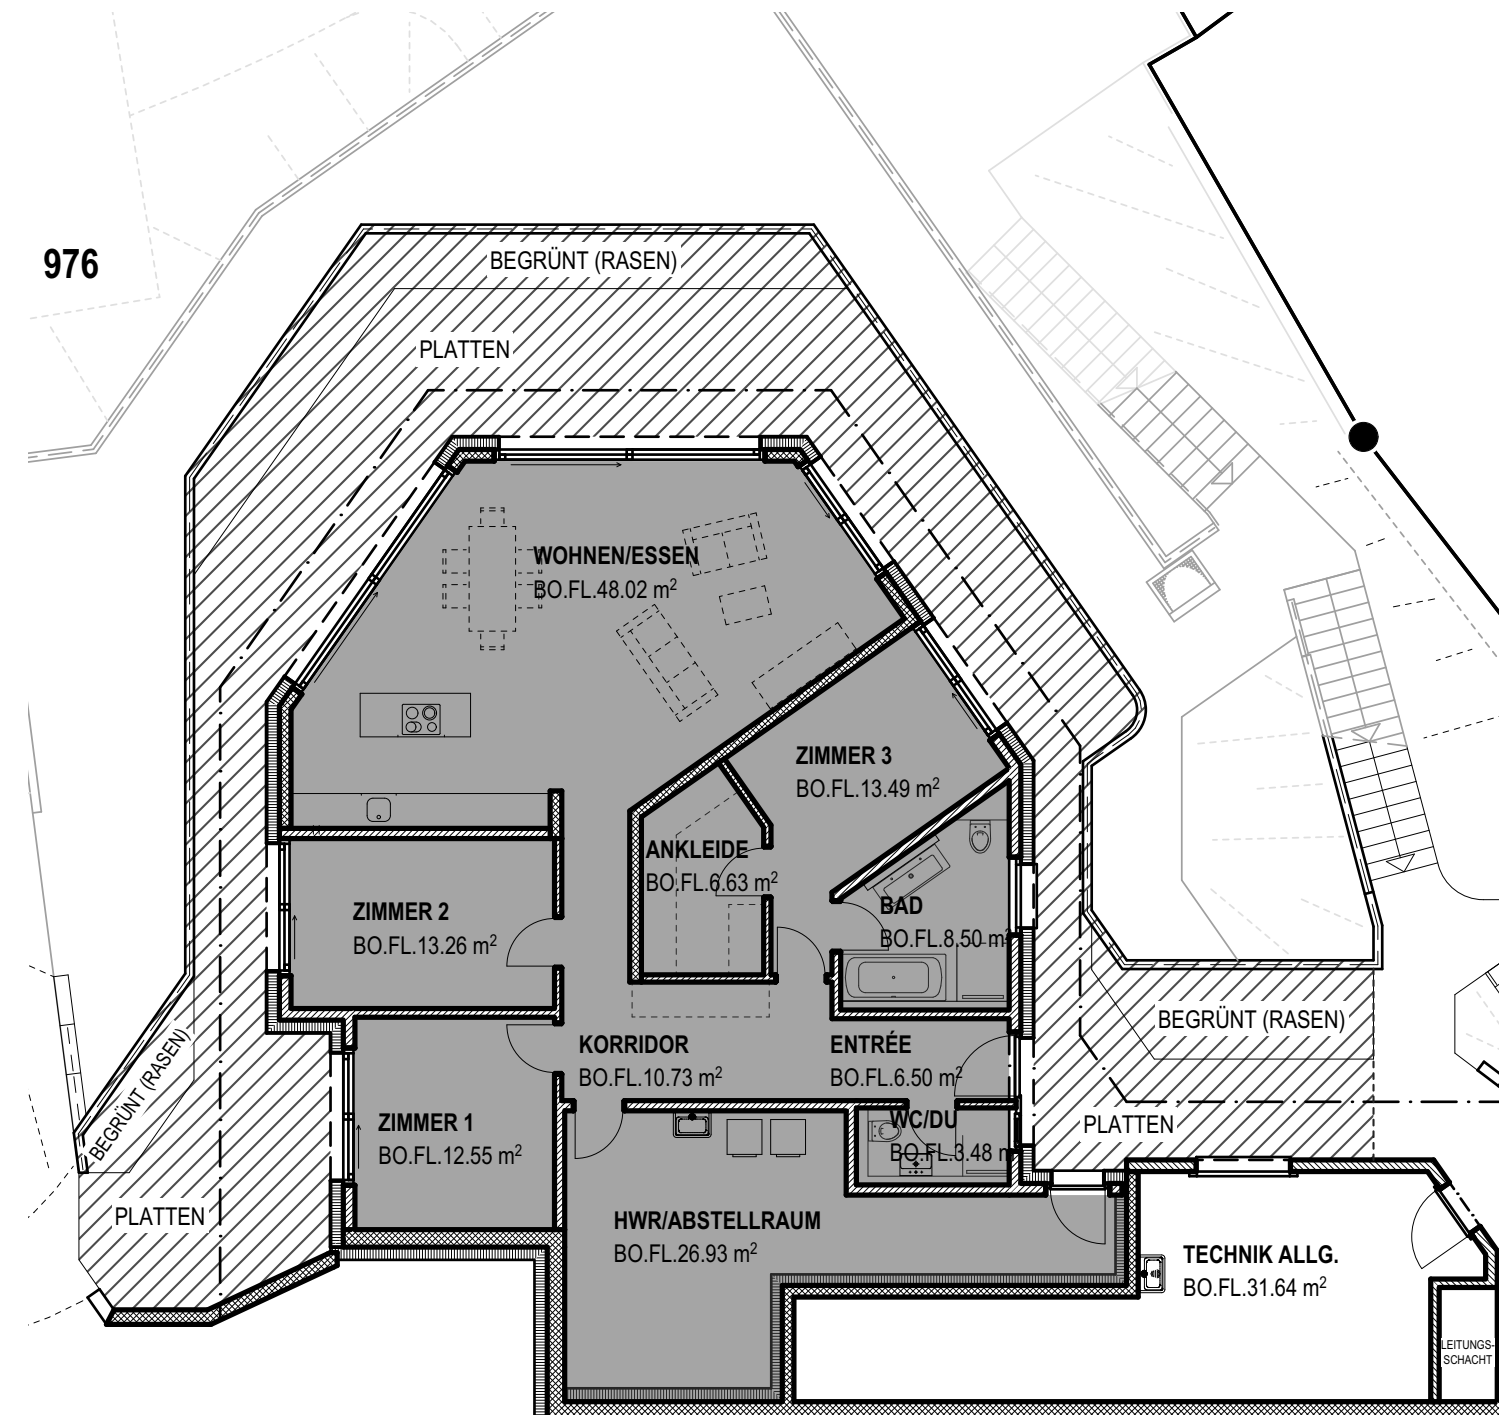 976
BEGRÜNT (RASEN)
PLATTEN
WOHNEN/ESSEN
BO.FL.48.02 m²
ZIMMER 3
BO.FL.13.49 m²
ANKLEIDE
BO.FL.6.63 m²
ZIMMER 2
BO.FL.13.26 m²
BAD
BO.FL.8.50 m²
BEGRÜNT (RASEN)
BEGRÜNT (RASEN)
KORRIDOR
BO.FL.10.73 m²
ENTRÉE
BO.FL.6.50 m²
ZIMMER 1
BO.FL.12.55 m²
WC/DU
BO.FL.3.48 m
PLATTEN
PLATTEN
HWR/ABSTELLRAUM
BO.FL.26.93 m²
TECHNIK ALLG.
BO.FL.31.64 m²
LEITUNGS-
SCHACHT